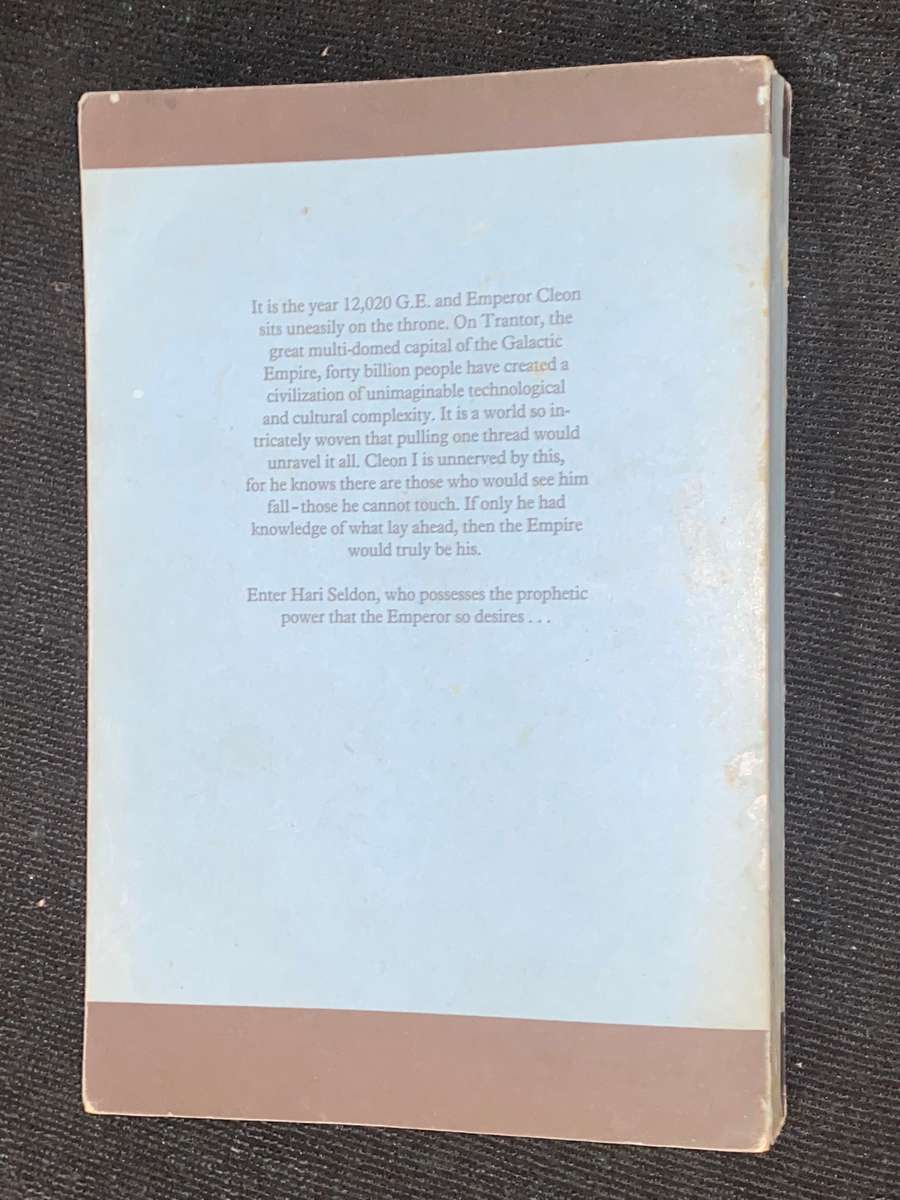 It is the year 12,020 G.E. and Emperor Cleon
sits uneasily on the throne. On Trantor, the
great multi-domed capital of the Galactic
Empire, forty billion people have created a
civilization of unimaginable technological
and cultural complexity. It is a world so in-
tricately woven that pulling one thread would
unravel it all. Cleon I is unnerved by this,
for he knows there are those who would see him
fall–those he cannot touch. If only he had
knowledge of what lay ahead, then the Empire
would truly be his.
Enter Hari Seldon, who possesses the prophetic
power that the Emperor so desires . . .